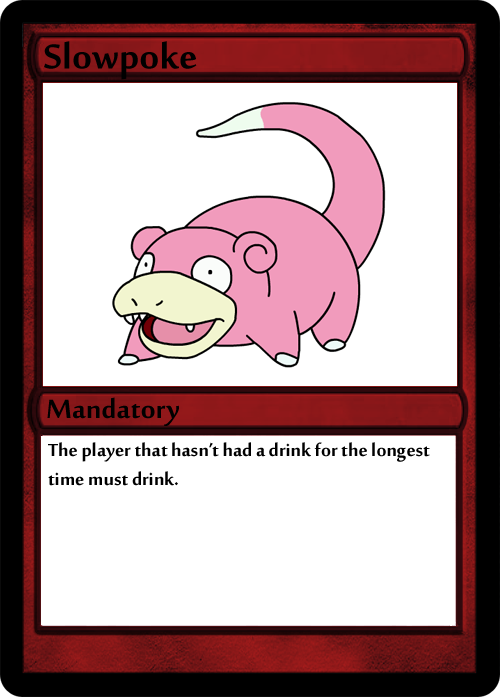 Slowpoke
Mandatory
The player that hasn't had a drink for the longest
time must drink.